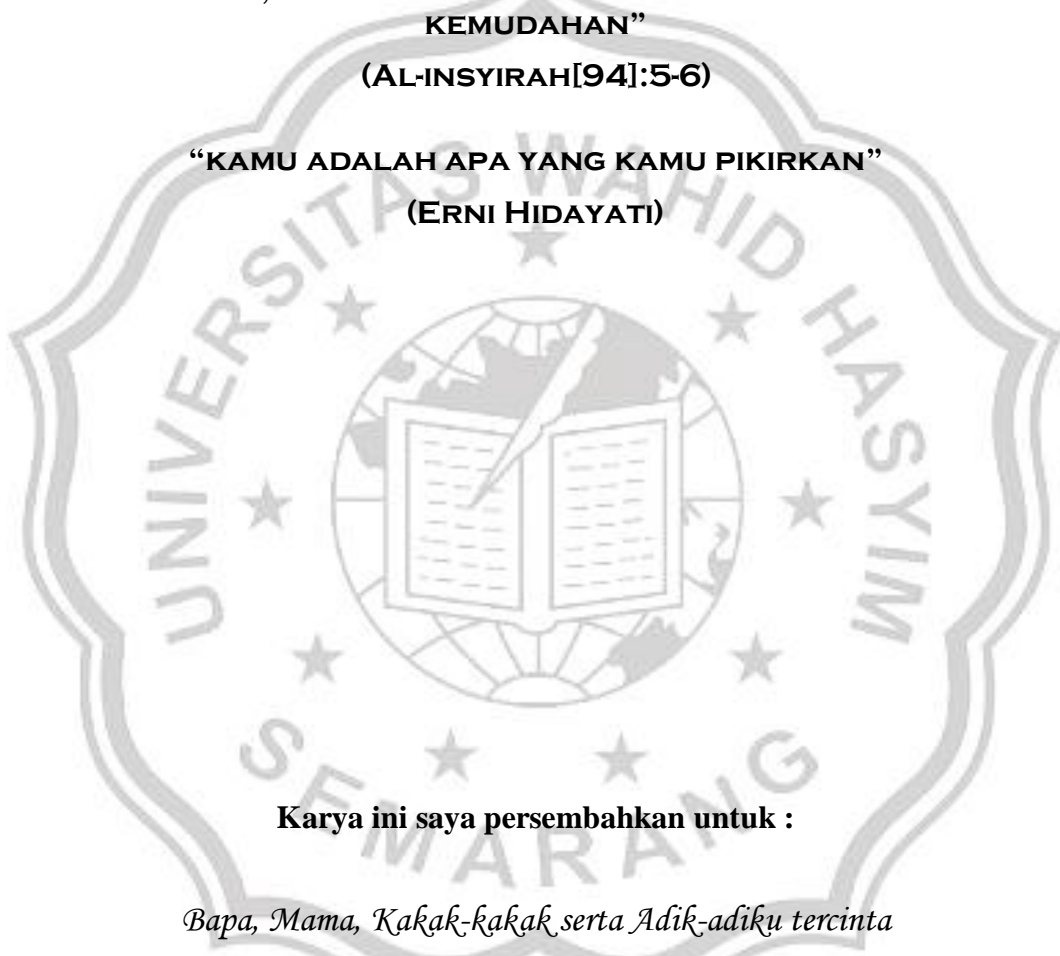 KEMUDAHAN”
(AL-INSYIRAH[94]:5-6)
“KAMU ADALAH APA YANG KAMU PIKIRKAN”
(ERNI HIDAYATI)
UNIVERSITAS WAHID HASYIM
SEMARANG
Karya ini saya persembahkan untuk :
Bapa, Mama, Kakak-kakak serta Adik-adiku tercinta